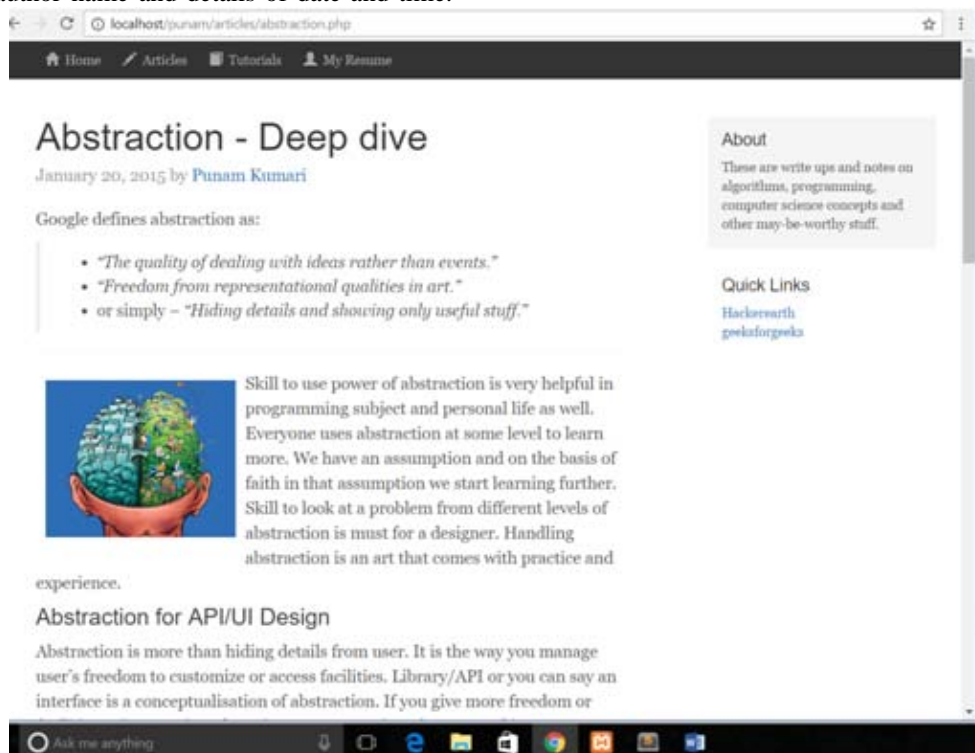 author name and details of date and time.
localhost/punam/articles/abstraction.php
Home Articles Tutorials My Resume
Abstraction - Deep dive
January 20, 2015 by Punam Kumari
Google defines abstraction as:
• “The quality of dealing with ideas rather than events.”
• “Freedom from representational qualities in art.”
• or simply – “Hiding details and showing only useful stuff.”
Skill to use power of abstraction is very helpful in
programming subject and personal life as well.
Everyone uses abstraction at some level to learn
more. We have an assumption and on the basis of
faith in that assumption we start learning further.
Skill to look at a problem from different levels of
abstraction is must for a designer. Handling
abstraction is an art that comes with practice and
experience.
Abstraction for API/UI Design
Abstraction is more than hiding details from user. It is the way you manage
user’s freedom to customize or access facilities. Library/API or you can say an
interface is a conceptualisation of abstraction. If you give more freedom or
About
These are write ups and notes on
algorithms, programming,
computer science concepts and
other may-be-worthy stuff.
Quick Links
Hackerearth
geeksforgeeks
Ask me anything